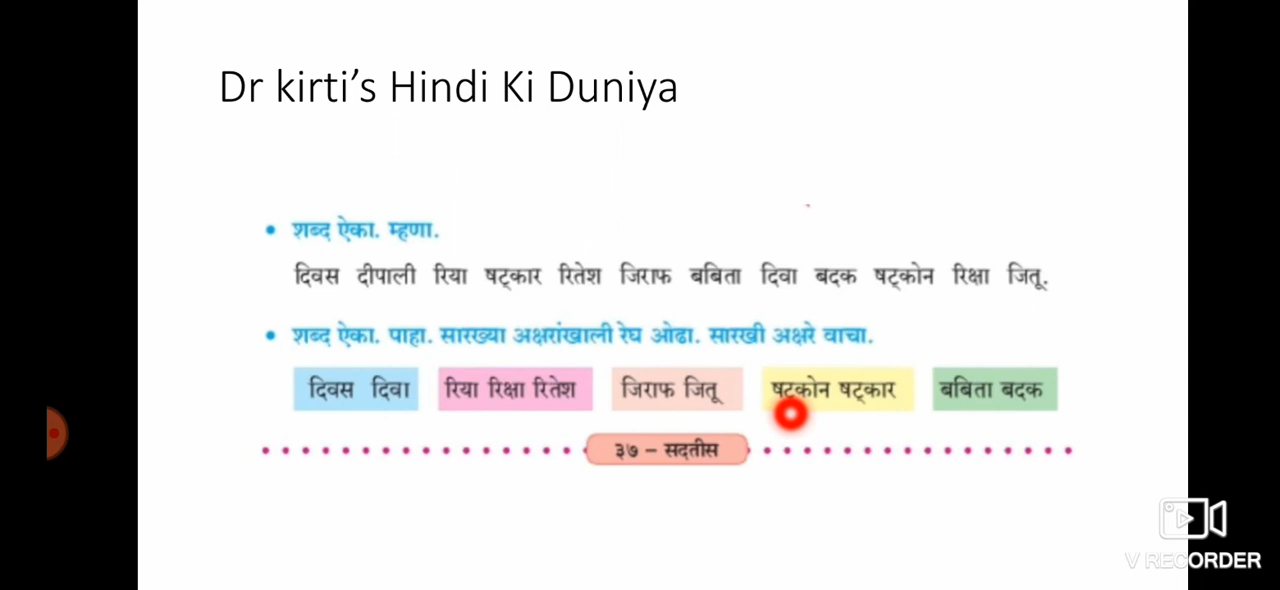 Dr kirti’s Hindi Ki Duniya
• शब्द ऐका. म्हणा.
दिवस दीपाली रिया षट्कार रितेश जिराफ बबिता दिवा बदक षट्कोन रिक्षा जितू.
• शब्द ऐका. पाहा. सारख्या अक्षरांखाली रेघ ओढा. सारखी अक्षरे वाचा.
दिवस दिवा रिया रिक्षा रितेश जिराफ जितू षट्कोन षट्कार बबिता बदक
३७ – सदतीस
V RECORDER